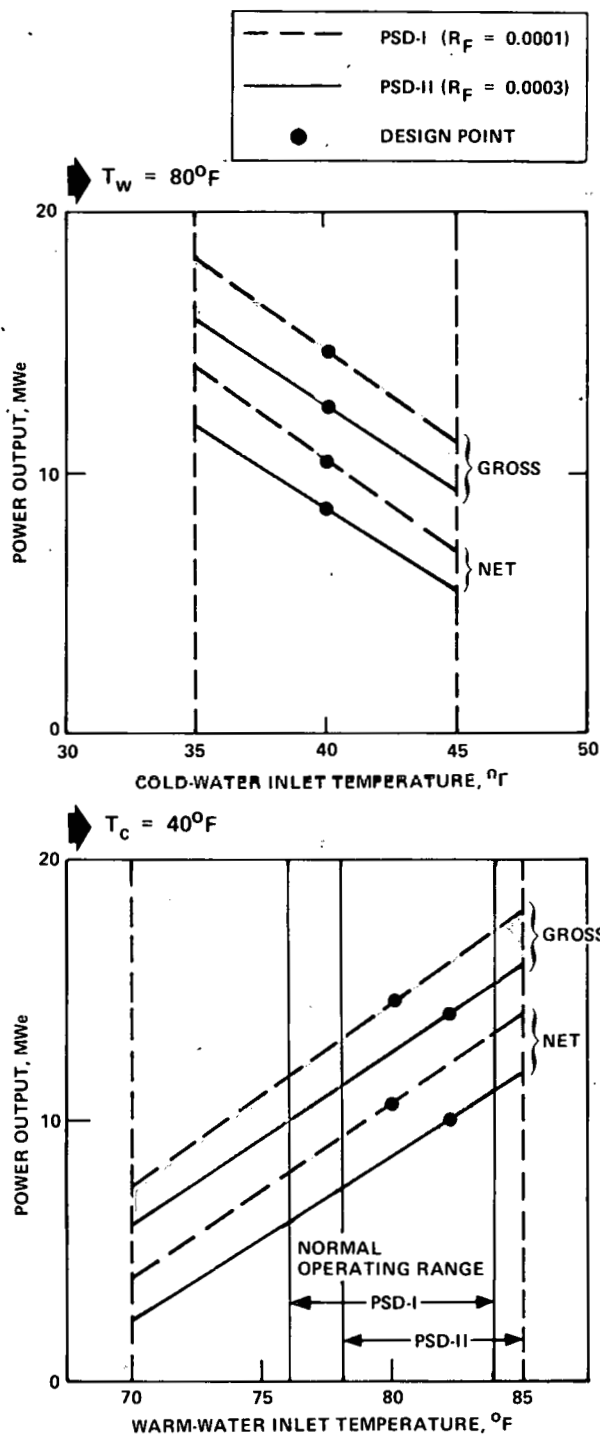 PSD-I (R_F = 0.0001)
PSD-II (R_F = 0.0003)
DESIGN POINT
T_w = 80°F
20
10
0
POWER OUTPUT, MWe
GROSS
NET
30 35 40 45 50
COLD-WATER INLET TEMPERATURE, °F
T_c = 40°F
20
10
0
POWER OUTPUT, MWe
GROSS
NET
NORMAL
OPERATING RANGE
PSD-I
PSD-II
70 75 80 85
WARM-WATER INLET TEMPERATURE, °F